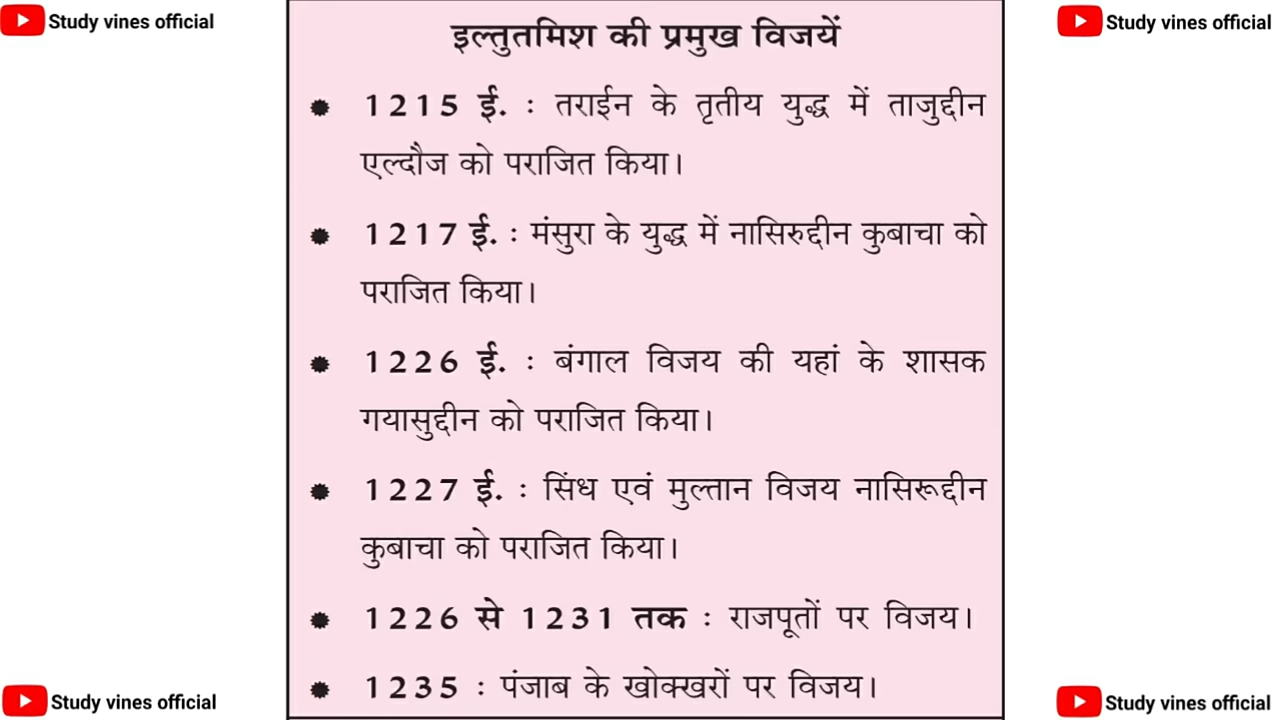 Study vines official
Study vines official
इल्तुतमिश की प्रमुख विजयें
1215 ई. : तराईन के तृतीय युद्ध में ताजुद्दीन
एल्दौज को पराजित किया।
1217 ई. : मंसुरा के युद्ध में नासिरुद्दीन कुबाचा को
पराजित किया।
1226 ई. : बंगाल विजय की यहां के शासक
गयासुद्दीन को पराजित किया।
1227 ई. : सिंध एवं मुल्तान विजय नासिरूद्दीन
कुबाचा को पराजित किया।
1226 से 1231 तक : राजपूतों पर विजय।
1235 : पंजाब के खोक्खरों पर विजय।
Study vines official
Study vines official